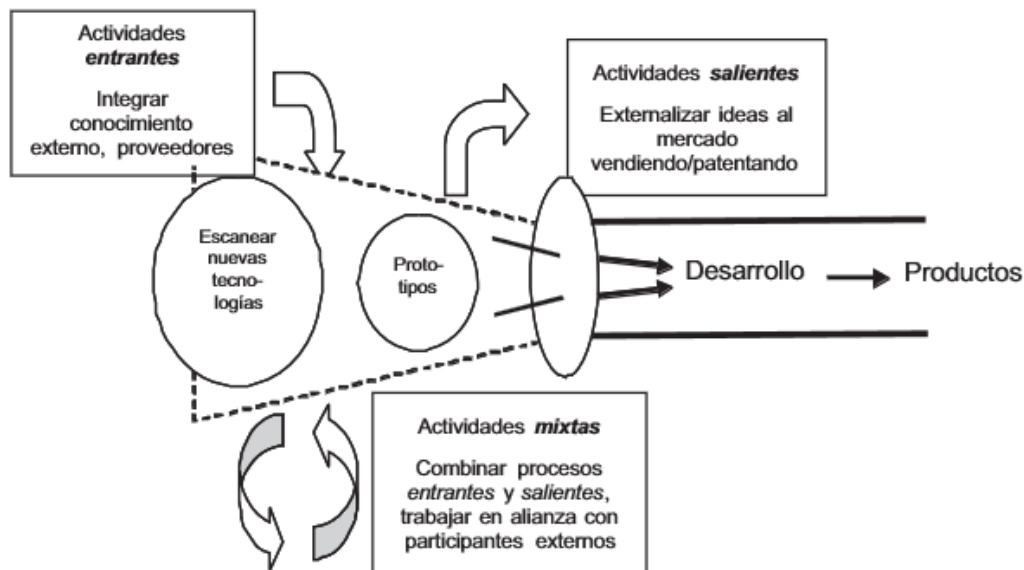 Actividades
entrantes
Integrar
conocimiento
externo, proveedores
Actividades salientes
Externalizar ideas al
mercado
vendiendo/patentando
Escanear
nuevas
tecno-
logías
Proto-
tipos
Desarrollo
Productos
Actividades mixtas
Combinar procesos
entrantes y salientes,
trabajar en alianza con
participantes externos